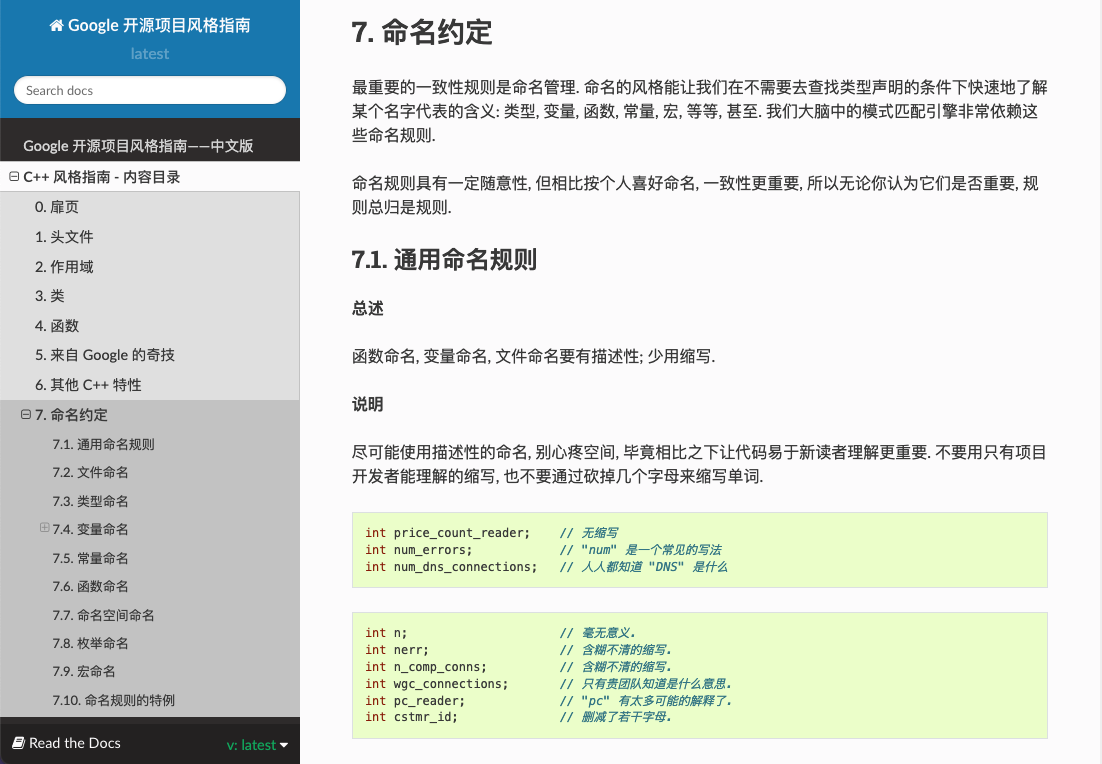 Google 开源项目风格指南
latest
Search docs
Google 开源项目风格指南——中文版
C++ 风格指南 - 内容目录
0. 扉页
1. 头文件
2. 作用域
3. 类
4. 函数
5. 来自 Google 的奇技
6. 其他 C++ 特性
7. 命名约定
7.1. 通用命名规则
7.2. 文件命名
7.3. 类型命名
7.4. 变量命名
7.5. 常量命名
7.6. 函数命名
7.7. 命名空间命名
7.8. 枚举命名
7.9. 宏命名
7.10. 命名规则的特例
Read the Docs
v: latest
7. 命名约定
最重要的一致性规则是命名管理. 命名的风格能让我们在不需要去查找类型声明的条件下快速地了解
某个名字代表的含义: 类型, 变量, 函数, 常量, 宏, 等等, 甚至. 我们大脑中的模式匹配引擎非常依赖这
些命名规则.
命名规则具有一定随意性, 但相比按个人喜好命名, 一致性更重要, 所以无论你认为它们是否重要, 规
则总归是规则.
7.1. 通用命名规则
总述
函数命名, 变量命名, 文件命名要有描述性; 少用缩写.
说明
尽可能使用描述性的命名, 别心疼空间, 毕竟相比之下让代码易于新读者理解更重要. 不要用只有项目
开发者能理解的缩写, 也不要通过砍掉几个字母来缩写单词.
int price_count_reader;    // 无缩写
int num_errors;            // "num" 是一个常见的写法
int num_dns_connections;   // 人人都知道 "DNS" 是什么
int n;                     // 毫无意义.
int nerr;                  // 含糊不清的缩写.
int n_comp_conns;          // 含糊不清的缩写.
int wgc_connections;       // 只有贵团队知道是什么意思.
int pc_reader;             // "pc" 有太多可能的解释了.
int cstmr_id;              // 删减了若干字母.